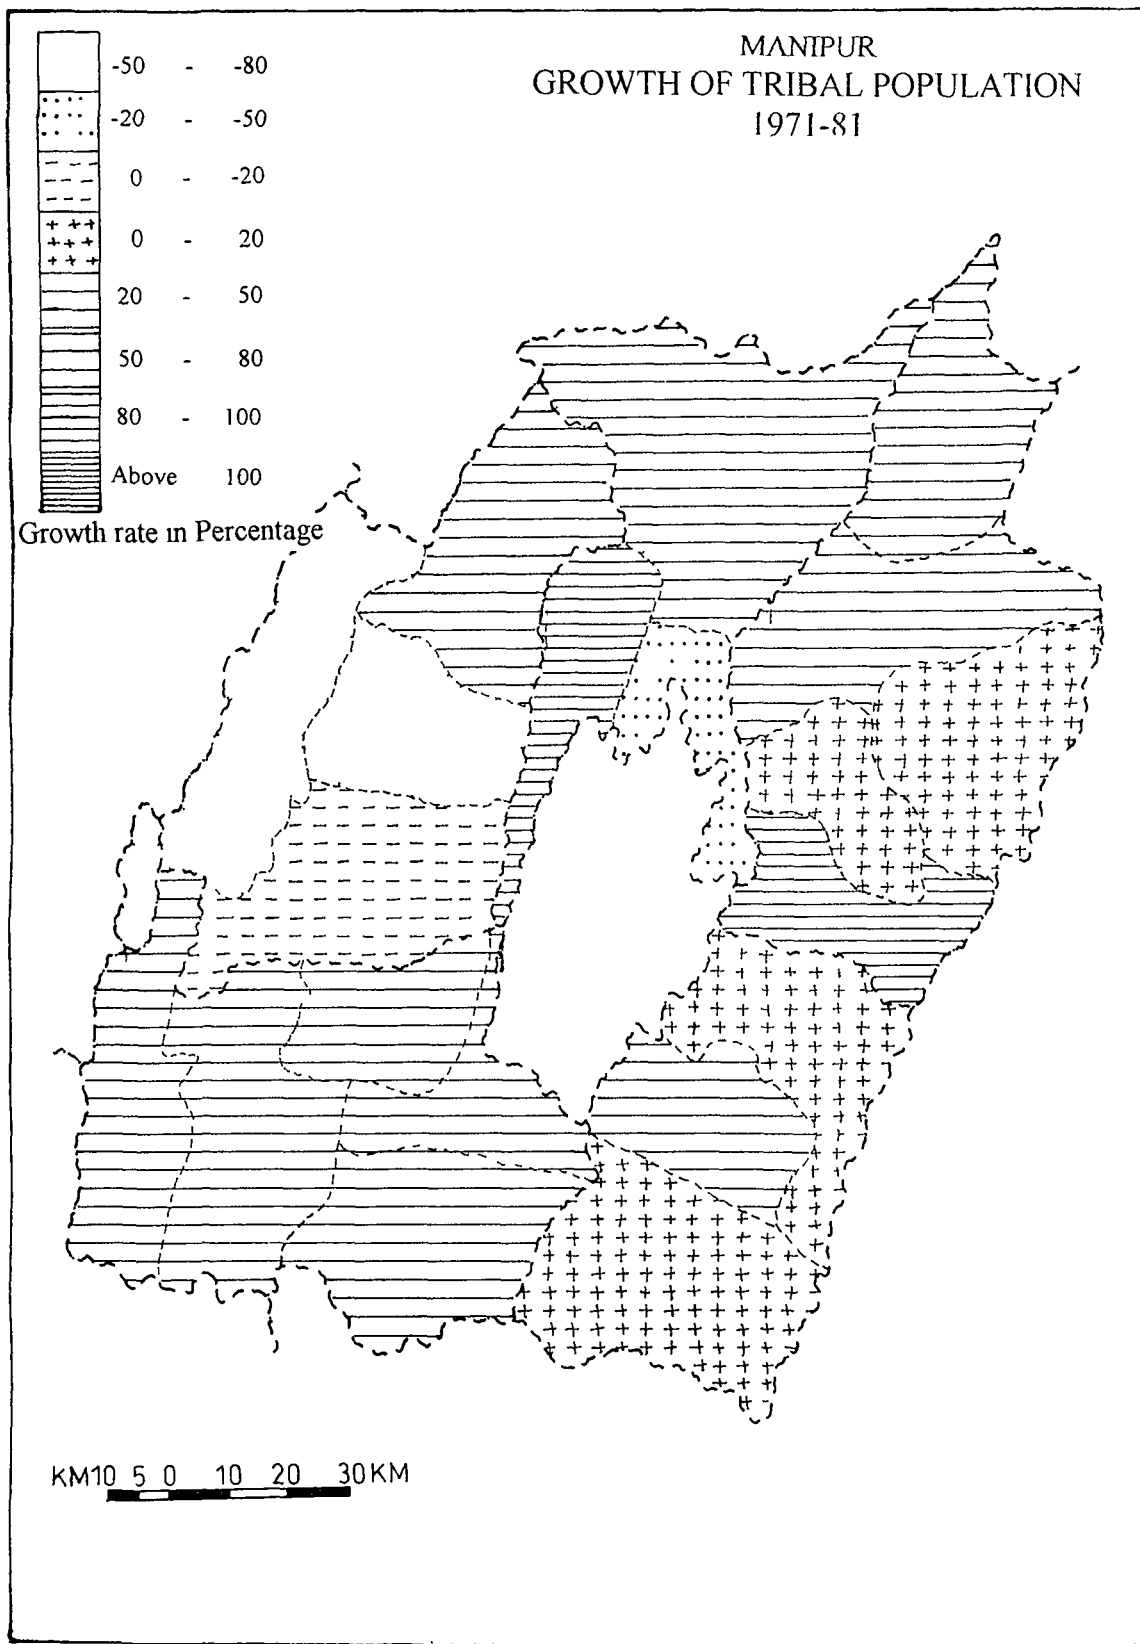 MANIPUR
GROWTH OF TRIBAL POPULATION
1971-81
-50 - -80
-20 - -50
0 - -20
0 - 20
20 - 50
50 - 80
80 - 100
Above 100
Growth rate in Percentage
KM10 5 0 10 20 30KM